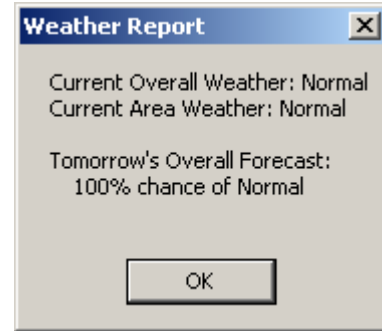 Weather Report
Current Overall Weather: Normal
Current Area Weather: Normal
Tomorrow's Overall Forecast:
100% chance of Normal
OK